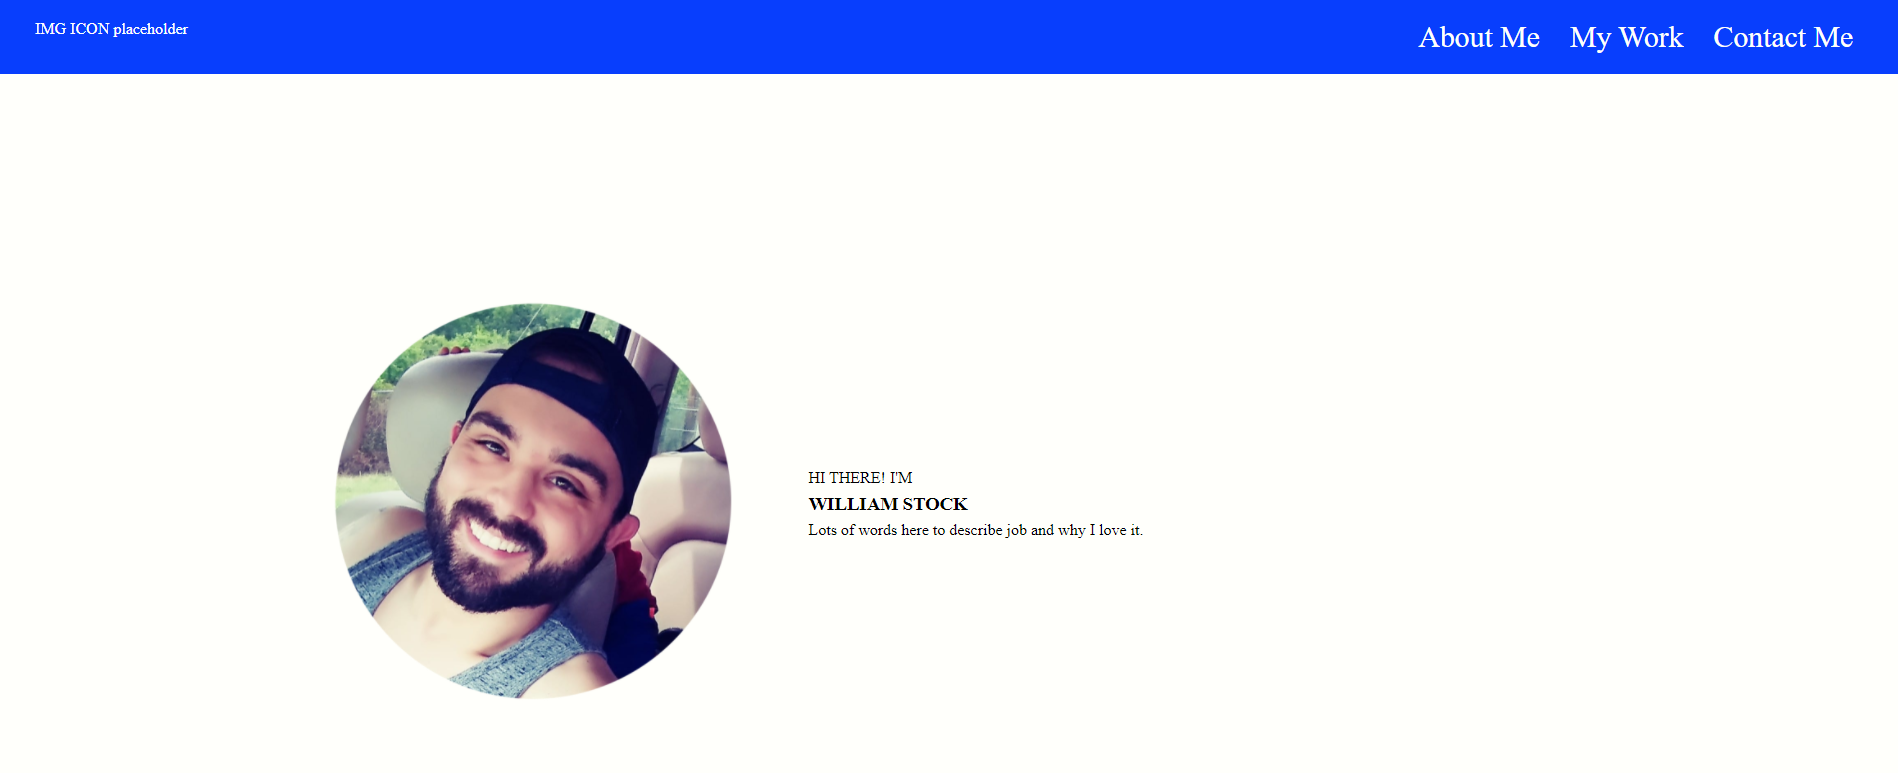 IMG ICON placeholder
About Me My Work Contact Me
HI THERE! I'M
WILLIAM STOCK
Lots of words here to describe job and why I love it.